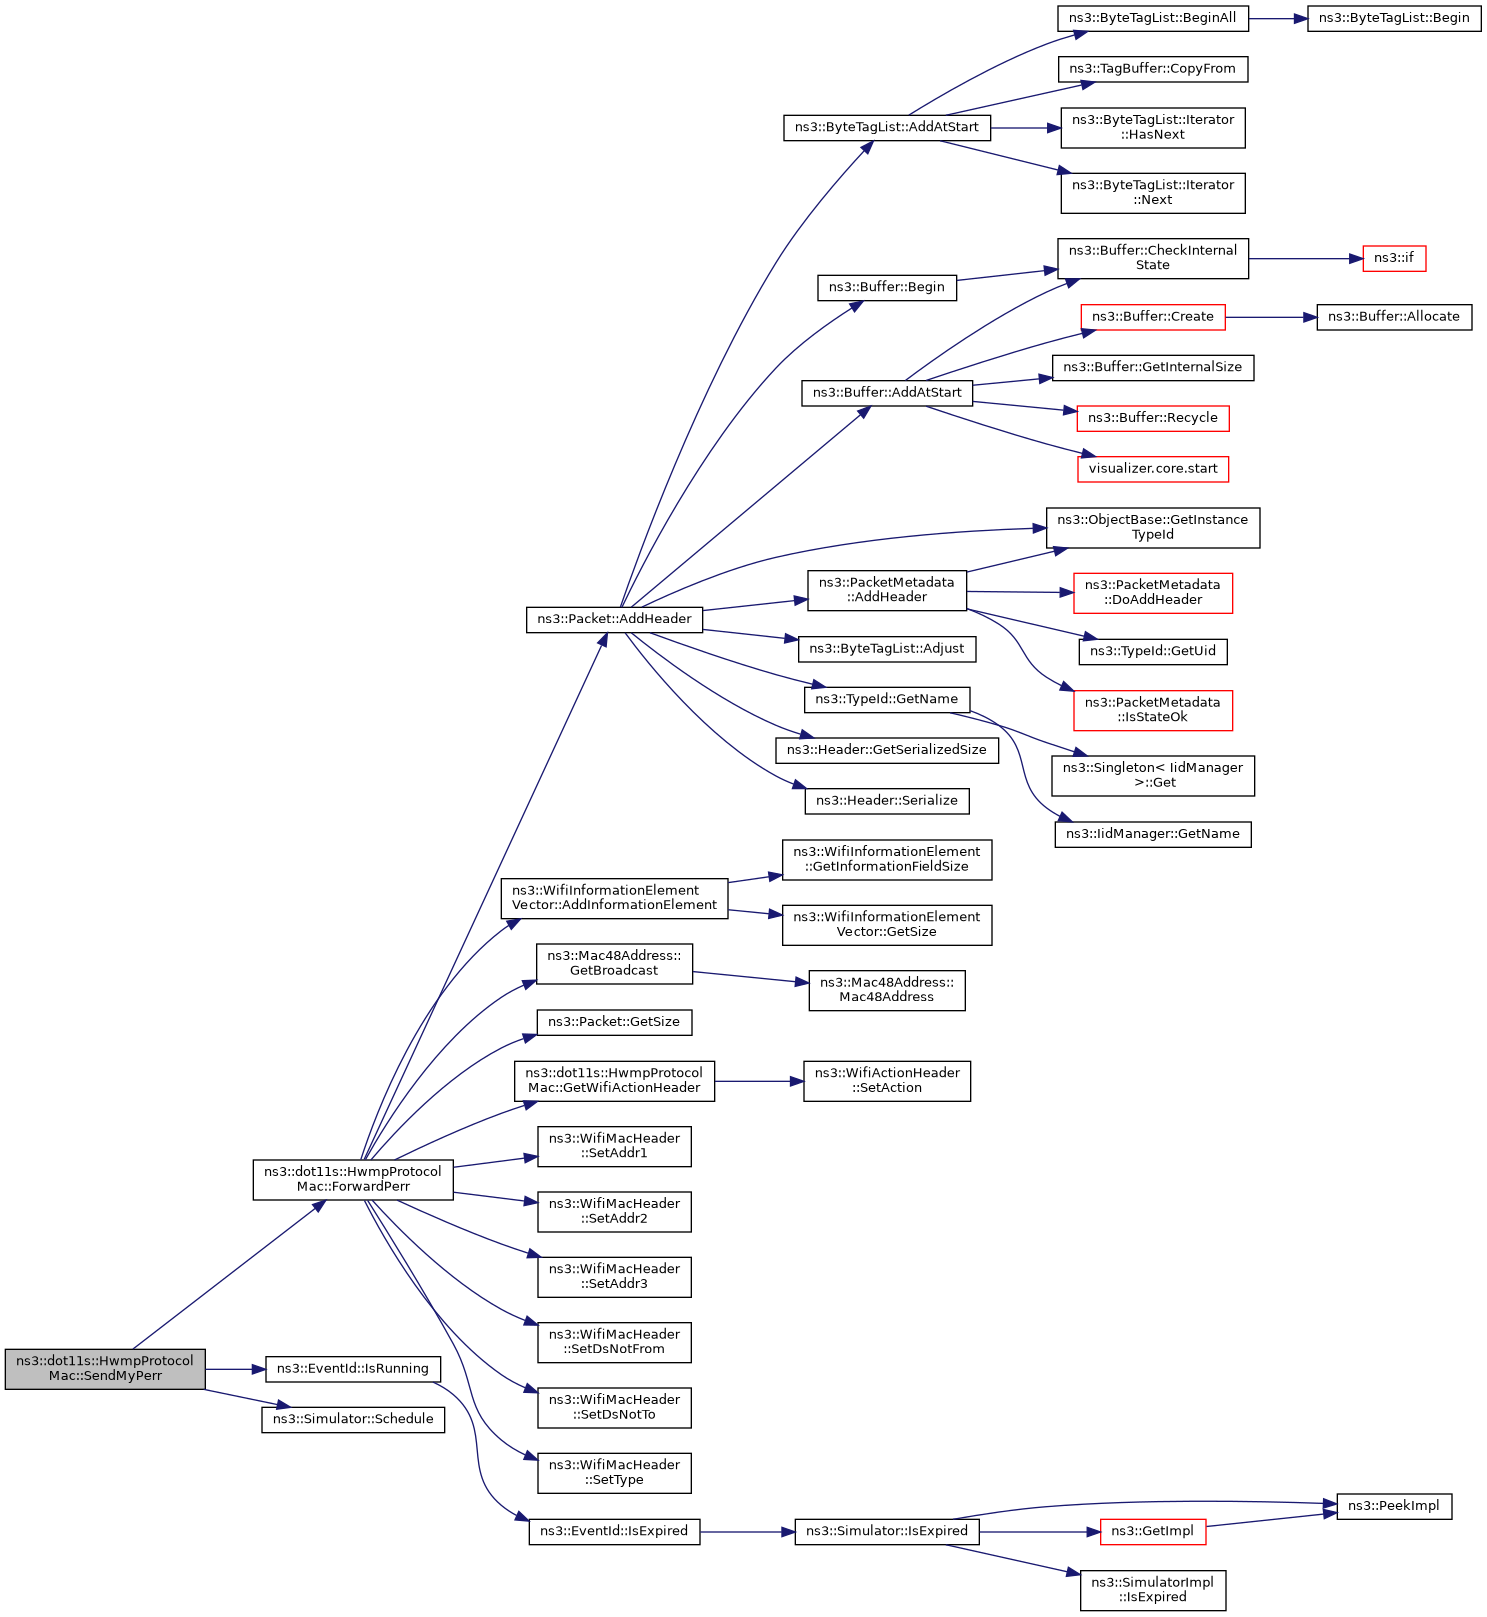 ns3::ByteTagList::BeginAll
ns3::ByteTagList::Begin
ns3::TagBuffer::CopyFrom
ns3::ByteTagList::AddAtStart
ns3::ByteTagList::Iterator
::HasNext
ns3::ByteTagList::Iterator
::Next
ns3::Buffer::CheckInternal
State
ns3::if
ns3::Buffer::Begin
ns3::Buffer::Create
ns3::Buffer::Allocate
ns3::Buffer::GetInternalSize
ns3::Buffer::AddAtStart
ns3::Buffer::Recycle
visualizer.core.start
ns3::ObjectBase::GetInstance
TypeId
ns3::PacketMetadata
::AddHeader
ns3::PacketMetadata
::DoAddHeader
ns3::Packet::AddHeader
ns3::ByteTagList::Adjust
ns3::TypeId::GetUid
ns3::TypeId::GetName
ns3::PacketMetadata
::IsStateOk
ns3::Header::GetSerializedSize
ns3::Singleton< IidManager
>::Get
ns3::Header::Serialize
ns3::IidManager::GetName
ns3::WifiInformationElement
::GetInformationFieldSize
ns3::WifiInformationElement
Vector::AddInformationElement
ns3::WifiInformationElement
Vector::GetSize
ns3::Mac48Address::
GetBroadcast
ns3::Mac48Address::
Mac48Address
ns3::Packet::GetSize
ns3::dot11s::HwmpProtocol
Mac::GetWifiActionHeader
ns3::WifiActionHeader
::SetAction
ns3::WifiMacHeader
::SetAddr1
ns3::dot11s::HwmpProtocol
Mac::ForwardPerr
ns3::WifiMacHeader
::SetAddr2
ns3::WifiMacHeader
::SetAddr3
ns3::WifiMacHeader
::SetDsNotFrom
ns3::dot11s::HwmpProtocol
Mac::SendMyPerr
ns3::EventId::IsRunning
ns3::WifiMacHeader
::SetDsNotTo
ns3::Simulator::Schedule
ns3::WifiMacHeader
::SetType
ns3::PeekImpl
ns3::EventId::IsExpired
ns3::Simulator::IsExpired
ns3::GetImpl
ns3::SimulatorImpl
::IsExpired